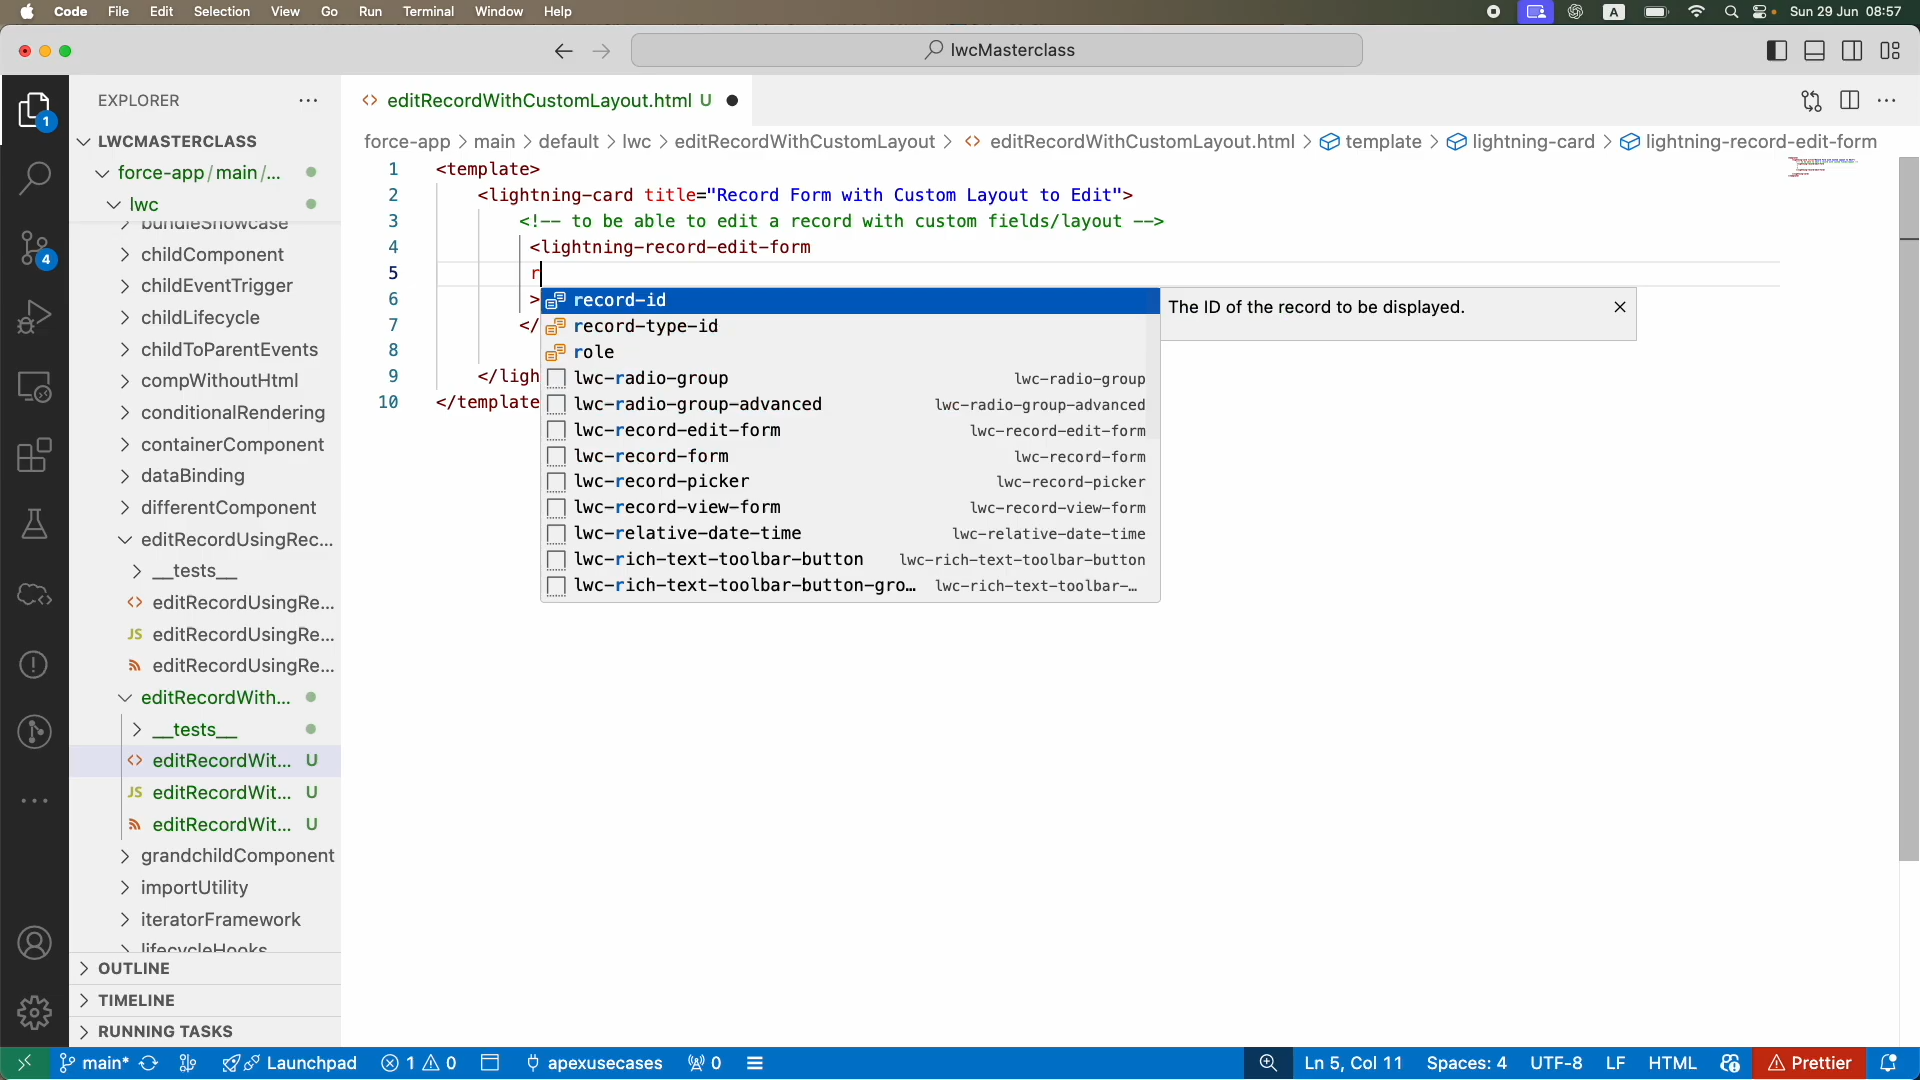 Code File Edit Selection View Go Run Terminal Window Help A Sun 29 Jun 08:57
lwcMasterclass
EXPLORER
1
LWCMASTERCLASS
force-app/main/...
lwc
bundleShowcase
childComponent
4
childEventTrigger
childLifecycle
childToParentEvents
compWithoutHtml
conditionalRendering
containerComponent
dataBinding
differentComponent
editRecordUsingRec...
__tests__
editRecordUsingRe...
JS editRecordUsingRe...
editRecordUsingRe...
editRecordWith...
__tests__
editRecordWit... U
JS editRecordWit... U
editRecordWit... U
grandchildComponent
importUtility
iteratorFramework
lifecycleHooks
OUTLINE
TIMELINE
RUNNING TASKS
editRecordWithCustomLayout.html U
force-app > main > default > lwc > editRecordWithCustomLayout > editRecordWithCustomLayout.html > template > lightning-card > lightning-record-edit-form
1 <template>
2 <lightning-card title="Record Form with Custom Layout to Edit">
3 <!-- to be able to edit a record with custom fields/layout -->
4 <lightning-record-edit-form
5 r
6 >
7 </
8
9 </ligh
10 </template
record-id
The ID of the record to be displayed.
record-type-id
role
lwc-radio-group lwc-radio-group
lwc-radio-group-advanced lwc-radio-group-advanced
lwc-record-edit-form lwc-record-edit-form
lwc-record-form lwc-record-form
lwc-record-picker lwc-record-picker
lwc-record-view-form lwc-record-view-form
lwc-relative-date-time lwc-relative-date-time
lwc-rich-text-toolbar-button lwc-rich-text-toolbar-button
lwc-rich-text-toolbar-button-gro... lwc-rich-text-toolbar-...
main* Launchpad 1 0 apexusecases 0 Ln 5, Col 11 Spaces: 4 UTF-8 LF HTML Prettier